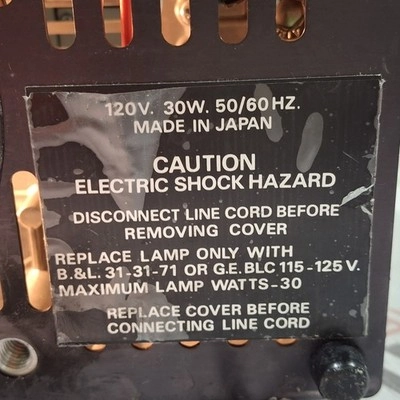 120V. 30W. 50/60 HZ.
MADE IN JAPAN
CAUTION
ELECTRIC SHOCK HAZARD
DISCONNECT LINE CORD BEFORE
REMOVING COVER
REPLACE LAMP ONLY WITH
B.&L. 31-31-71 OR G.E. BLC 115-125 V.
MAXIMUM LAMP WATTS-30
REPLACE COVER BEFORE
CONNECTING LINE CORD